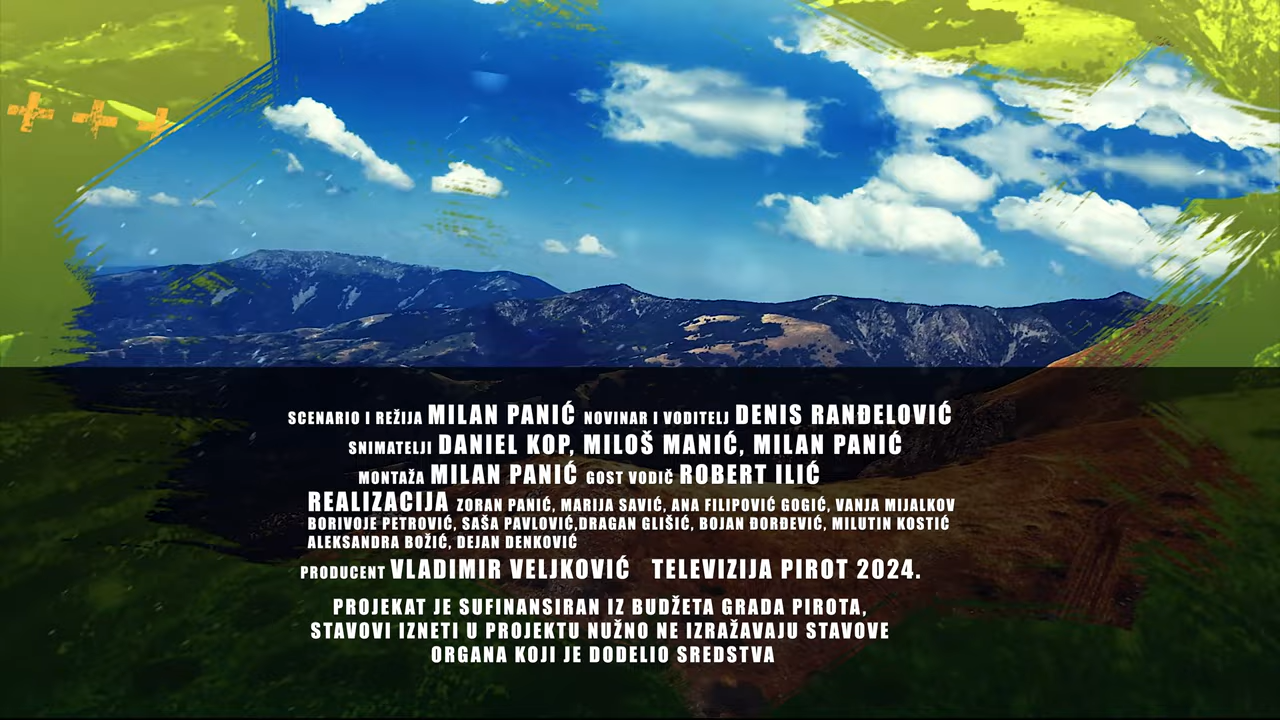 SCENARIO I REŽIJA MILAN PANIĆ NOVINAR I VODITELJ DENIS RANĐELOVIĆ
SNIMATELJI DANIEL KOP, MILOŠ MANIĆ, MILAN PANIĆ
MONTAŽA MILAN PANIĆ GOST VODIČ ROBERT ILIĆ
REALIZACIJA ZORAN PANIĆ, MARIJA SAVIĆ, ANA FILIPOVIĆ GOGIĆ, VANJA MIJALKOV
BORIVOJE PETROVIĆ, SAŠA PAVLOVIĆ,DRAGAN GLIŠIĆ, BOJAN ĐORĐEVIĆ, MILUTIN KOSTIĆ
ALEKSANDRA BOŽIĆ, DEJAN DENKOVIĆ
PRODUCENT VLADIMIR VELJKOVIĆ TELEVIZIJA PIROT 2024.
PROJEKAT JE SUFINANSIRAN IZ BUDŽETA GRADA PIROTA,
STAVOVI IZNETI U PROJEKTU NUŽNO NE IZRAŽAVAJU STAVOVE
ORGANA KOJI JE DODELIO SREDSTVA